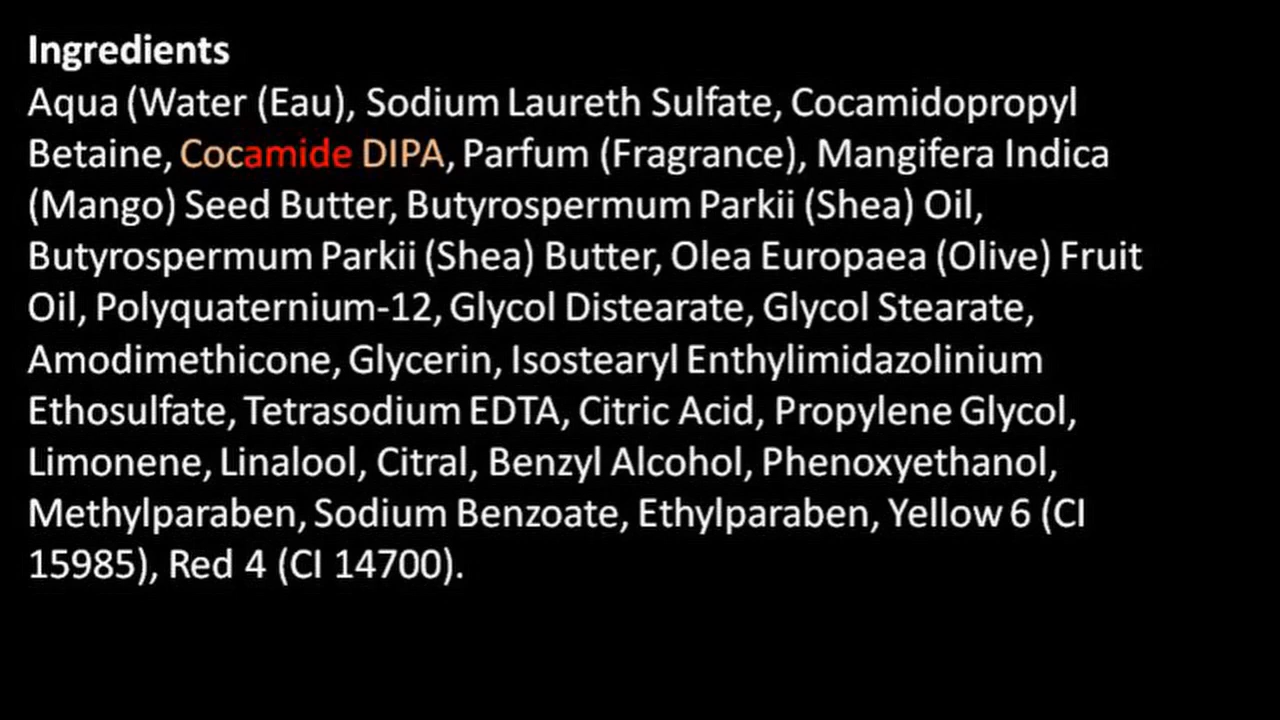 Ingredients
Aqua (Water (Eau), Sodium Laureth Sulfate, Cocamidopropyl
Betaine, Cocamide DIPA, Parfum (Fragrance), Mangifera Indica
(Mango) Seed Butter, Butyrospermum Parkii (Shea) Oil,
Butyrospermum Parkii (Shea) Butter, Olea Europaea (Olive) Fruit
Oil, Polyquaternium-12, Glycol Distearate, Glycol Stearate,
Amodimethicone, Glycerin, Isostearyl Enthylimidazolinium
Ethosulfate, Tetrasodium EDTA, Citric Acid, Propylene Glycol,
Limonene, Linalool, Citral, Benzyl Alcohol, Phenoxyethanol,
Methylparaben, Sodium Benzoate, Ethylparaben, Yellow 6 (CI
15985), Red 4 (CI 14700).